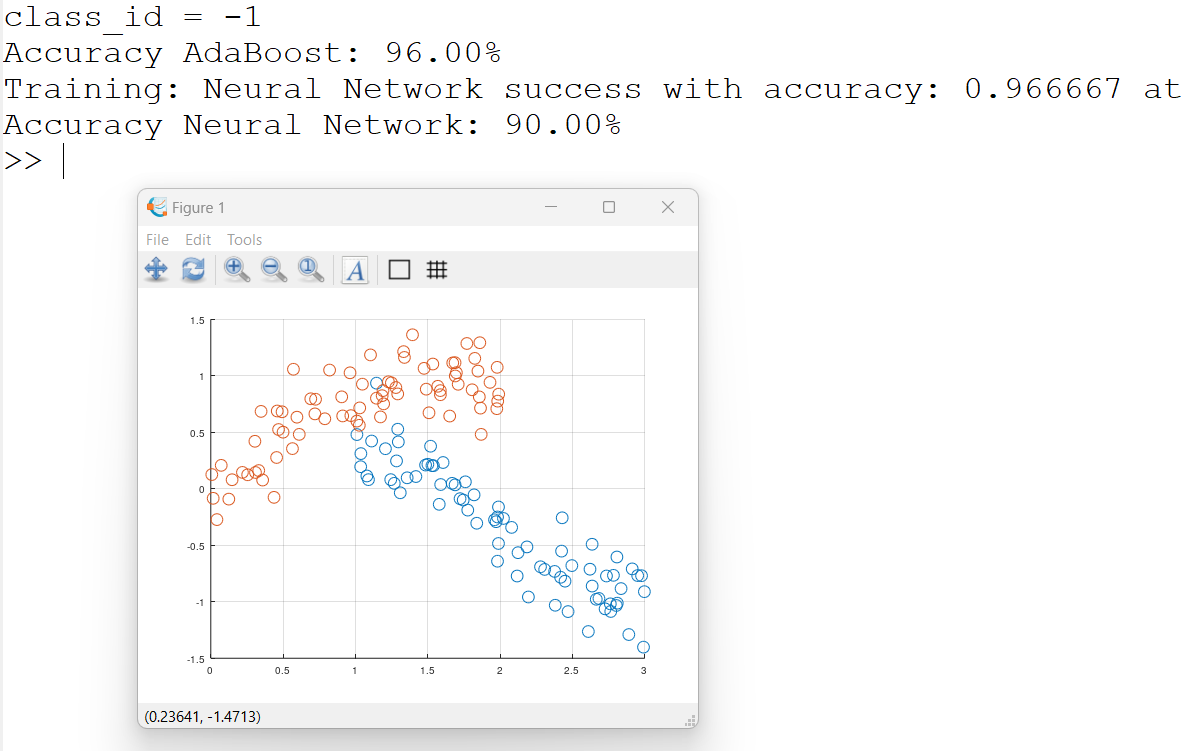 class_id = -1
Accuracy AdaBoost: 96.00%
Training: Neural Network success with accuracy: 0.966667 at
Accuracy Neural Network: 90.00%
>>
Figure 1
File Edit Tools
1.5
1
0.5
0
-0.5
-1
-1.5
0 0.5 1 1.5 2 2.5 3
(0.23641, -1.4713)